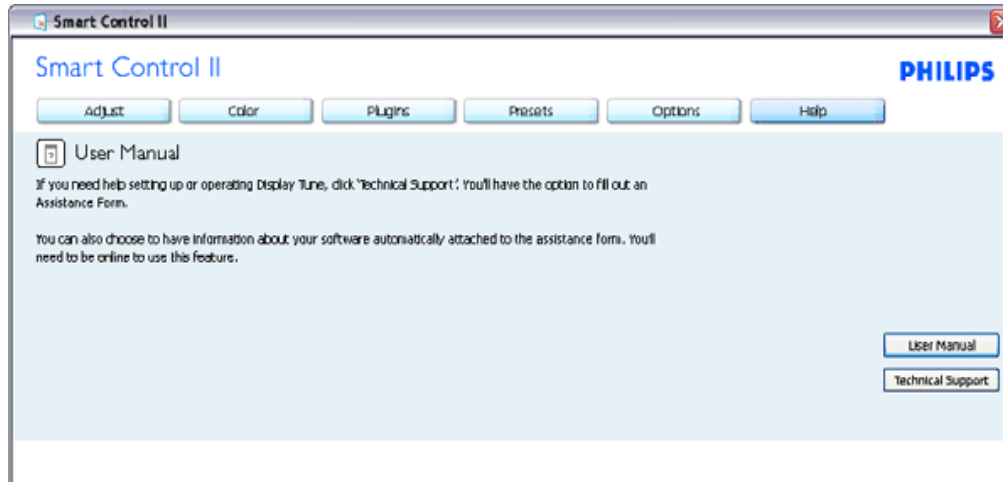 Smart Control II
Smart Control II
PHILIPS
Adjust
Color
Plugins
Presets
Options
Help
User Manual
If you need help setting up or operating Display Tune, click 'Technical Support'. You'll have the option to fill out an
Assistance Form.
You can also choose to have information about your software automatically attached to the assistance form. You'll
need to be online to use this feature.
User Manual
Technical Support